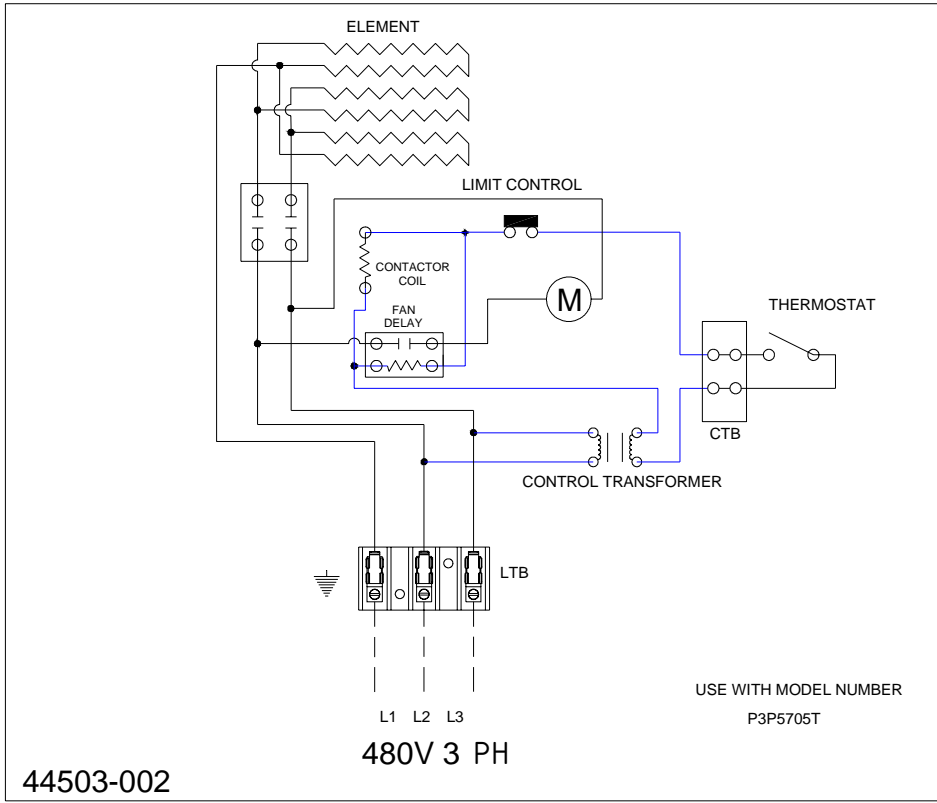 ELEMENT
LIMIT CONTROL
CONTACTOR
COIL
FAN
DELAY
M
THERMOSTAT
CTB
CONTROL TRANSFORMER
LTB
L1 L2 L3
480V 3 PH
USE WITH MODEL NUMBER
P3P5705T
44503-002